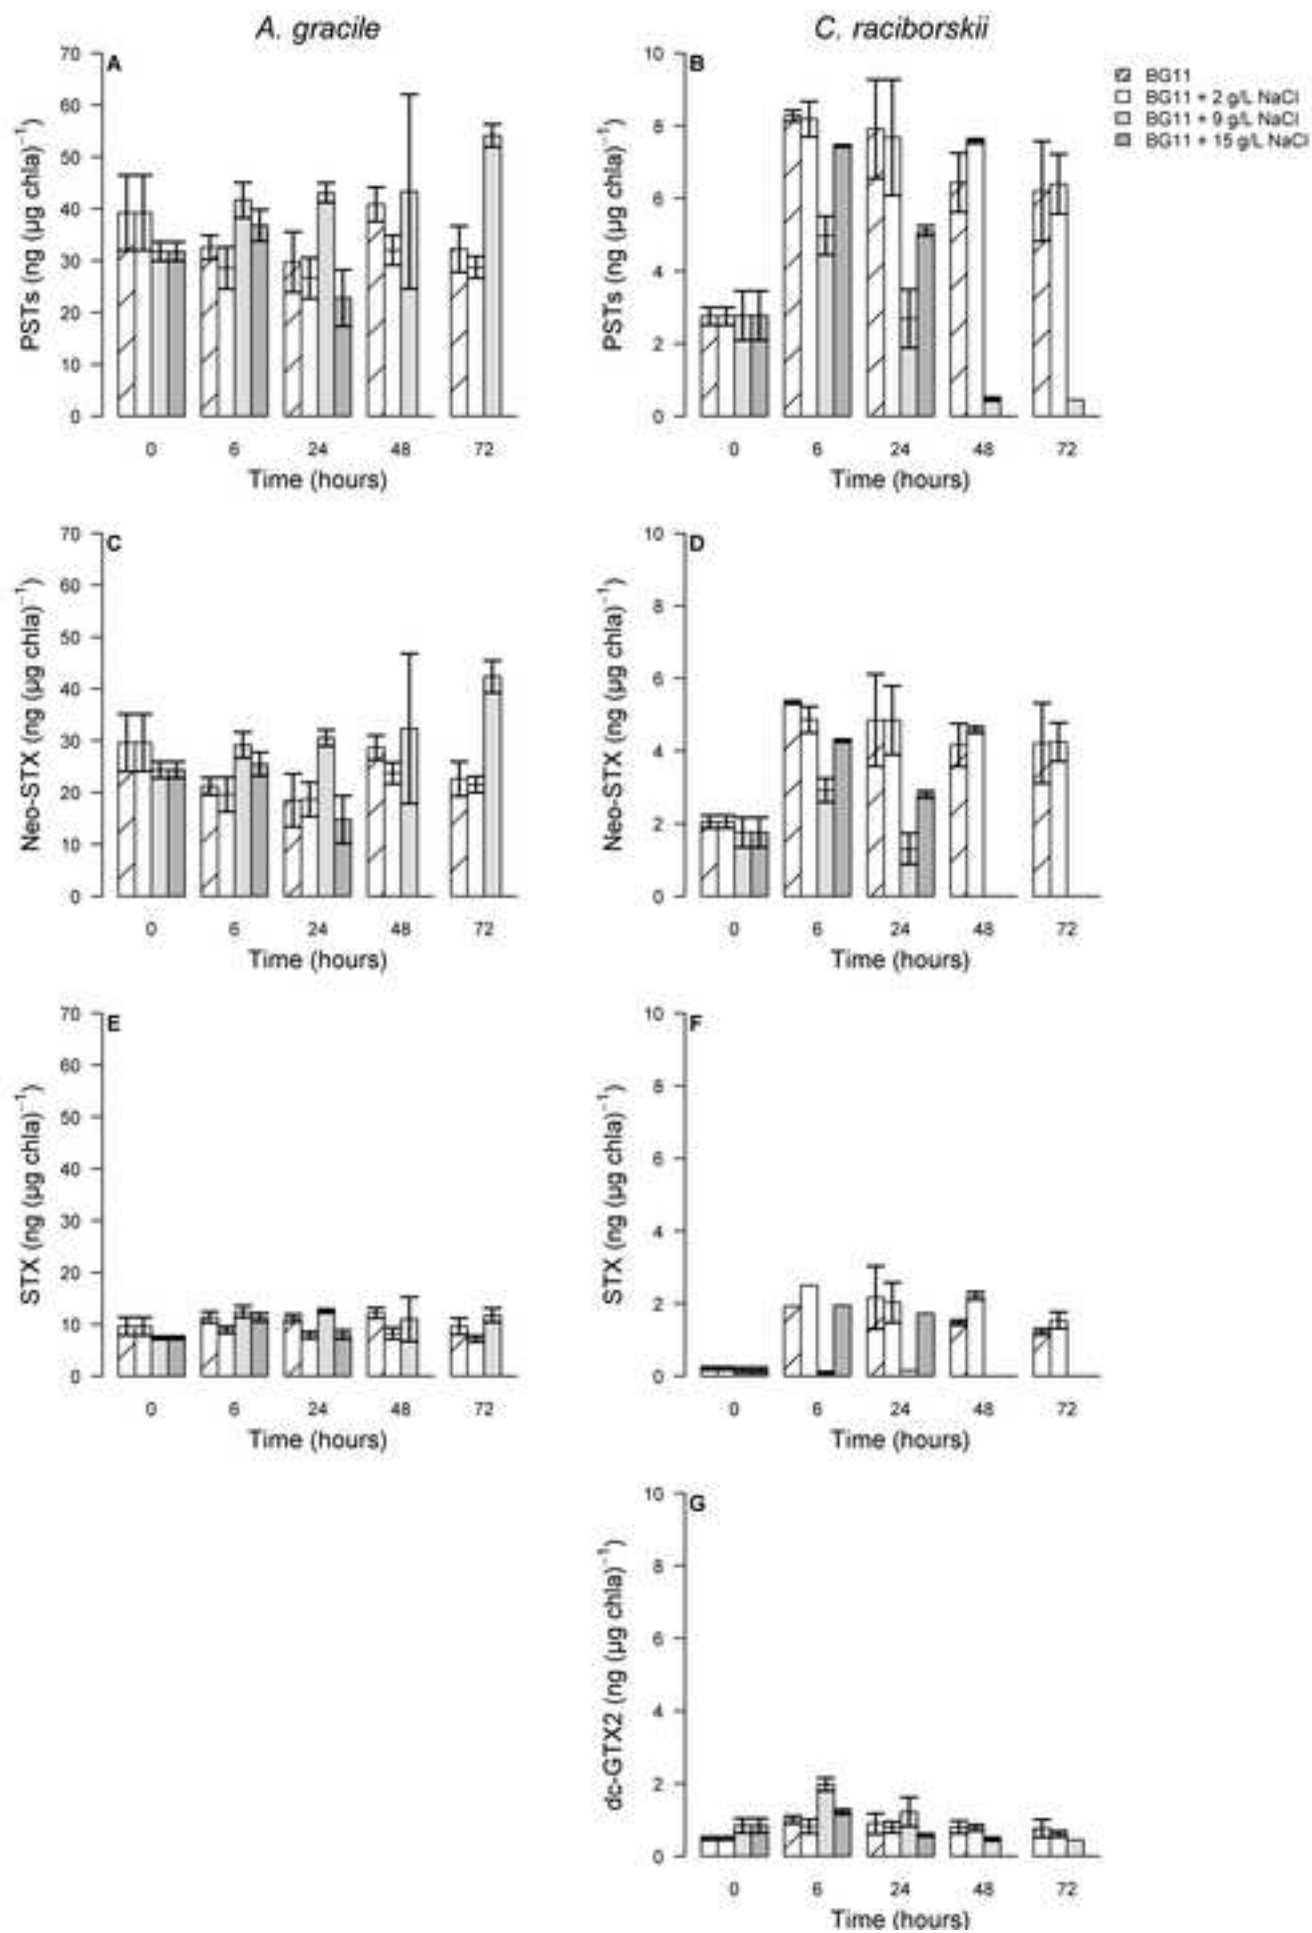 A. gracile
C. raciborskii
BG11
BG11 + 2 g/L NaCl
BG11 + 9 g/L NaCl
BG11 + 15 g/L NaCl
A
PSTs (ng (µg chla)⁻¹)
70
60
50
40
30
20
10
0
0 6 24 48 72
Time (hours)
B
PSTs (ng (µg chla)⁻¹)
10
8
6
4
2
0
0 6 24 48 72
Time (hours)
C
Neo-STX (ng (µg chla)⁻¹)
70
60
50
40
30
20
10
0
0 6 24 48 72
Time (hours)
D
Neo-STX (ng (µg chla)⁻¹)
10
8
6
4
2
0
0 6 24 48 72
Time (hours)
E
STX (ng (µg chla)⁻¹)
70
60
50
40
30
20
10
0
0 6 24 48 72
Time (hours)
F
STX (ng (µg chla)⁻¹)
10
8
6
4
2
0
0 6 24 48 72
Time (hours)
G
dc-GTX2 (ng (µg chla)⁻¹)
10
8
6
4
2
0
0 6 24 48 72
Time (hours)